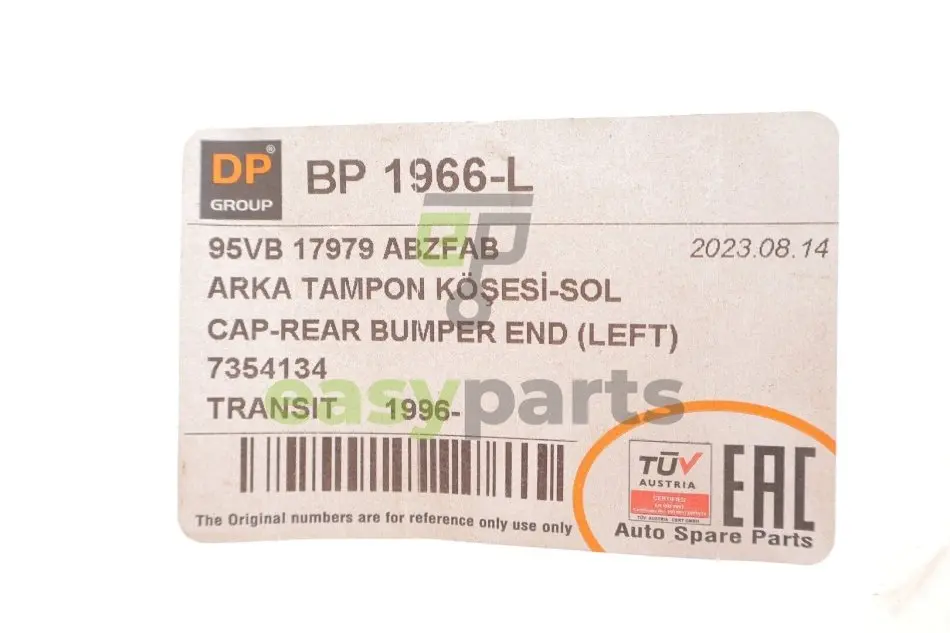 DP®
GROUP
BP 1966-L
95VB 17979 ABZFAB
2023.08.14
ARKA TAMPON KÖŞESİ-SOL
CAP-REAR BUMPER END (LEFT)
7354134
easyparts
TRANSIT 1996-
TÜV
AUSTRIA
CERTIFIED
EAC
The Original numbers are for reference only use only
Auto Spare Parts